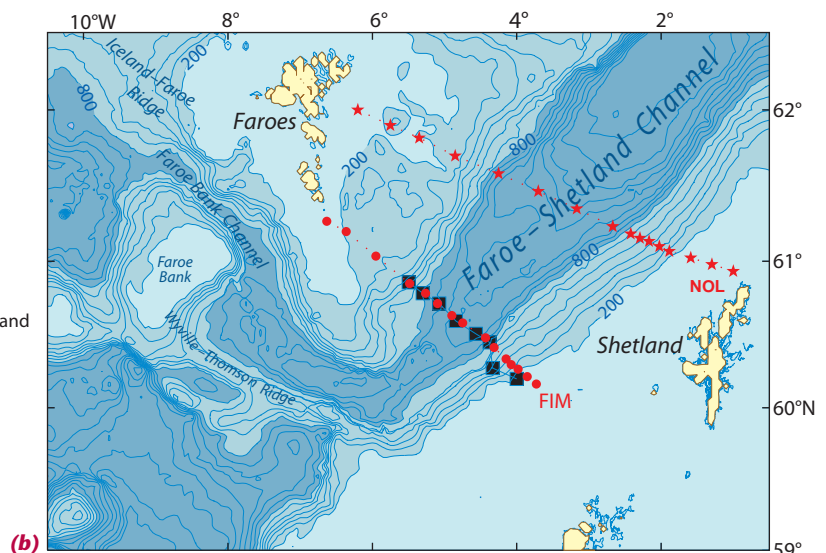 10°W 8° 6° 4° 2°
Iceland-Faroe
Ridge
200
800
Faroes
62°
Faroe-Shetland Channel
800
200
Faroe Bank Channel
Faroe
Bank
61°
NOL
800
200
and
Shetland
Wyville-Thomson Ridge
FIM
60°N
(b)
59°